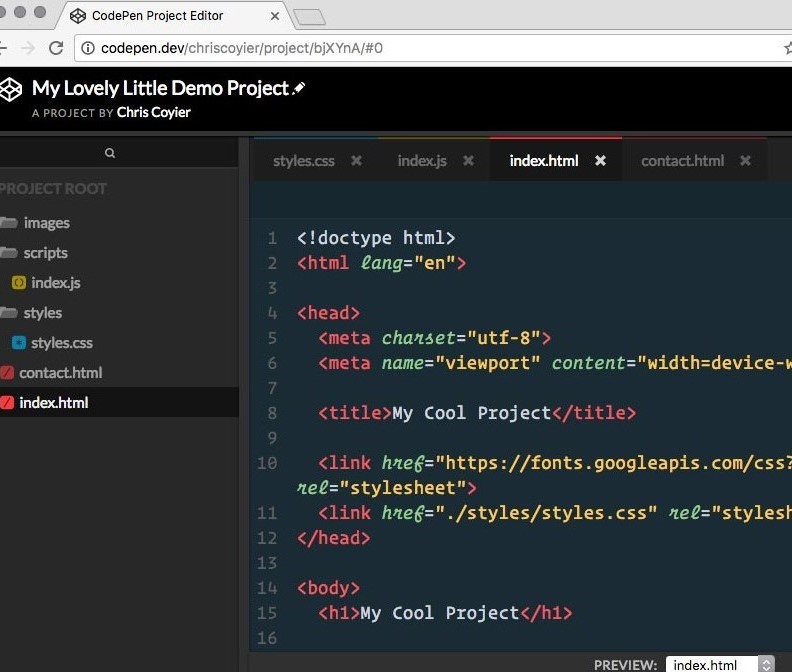 CodePen Project Editor
codepen.dev/chriscoyier/project/bjXYnA/#0
My Lovely Little Demo Project
A PROJECT BY Chris Coyier
PROJECT ROOT
images
scripts
index.js
styles
styles.css
contact.html
index.html
styles.css × index.js × index.html × contact.html ×
1 <!doctype html>
2 <html lang="en">
3
4 <head>
5 <meta charset="utf-8">
6 <meta name="viewport" content="width=device-w
7
8 <title>My Cool Project</title>
9
10 <link href="https://fonts.googleapis.com/css?
rel="stylesheet">
11 <link href="./styles/styles.css" rel="stylesh
12 </head>
13
14 <body>
15 <h1>My Cool Project</h1>
16
PREVIEW: index.html